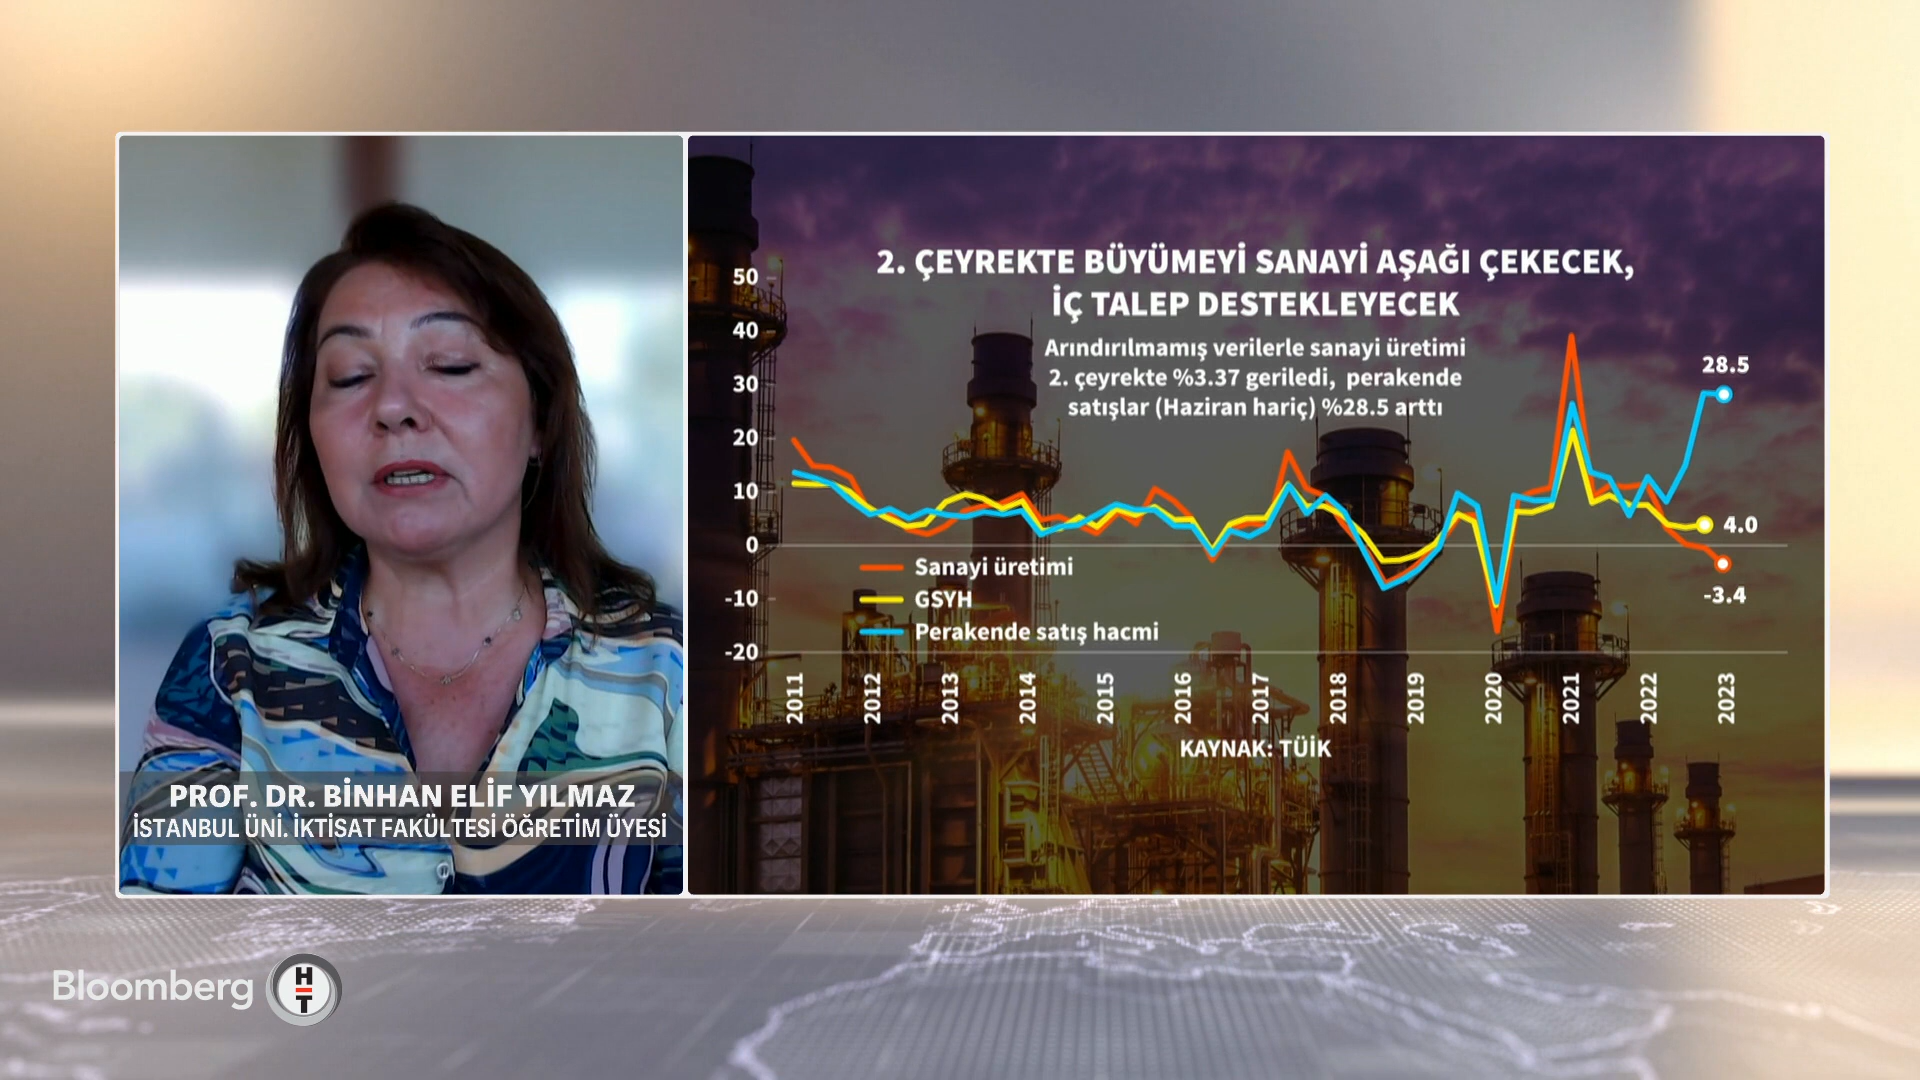 2. ÇEYREKTE BÜYÜMEYİ SANAYİ AŞAĞI ÇEKECEK,
İÇ TALEP DESTEKLEYECEK
Arındırılmamış verilerle sanayi üretimi
2. çeyrekte %3.37 geriledi, perakende
satışlar (Haziran hariç) %28.5 arttı
50
40
30
20
10
0
-10
-20
28.5
4.0
-3.4
Sanayi üretimi
GSYH
Perakende satış hacmi
2011
2012
2013
2014
2015
2016
2017
2018
2019
2020
2021
2022
2023
KAYNAK: TÜİK
PROF. DR. BİNHAN ELİF YILMAZ
İSTANBUL ÜNİ. İKTİSAT FAKÜLTESİ ÖĞRETİM ÜYESİ
Bloomberg HT